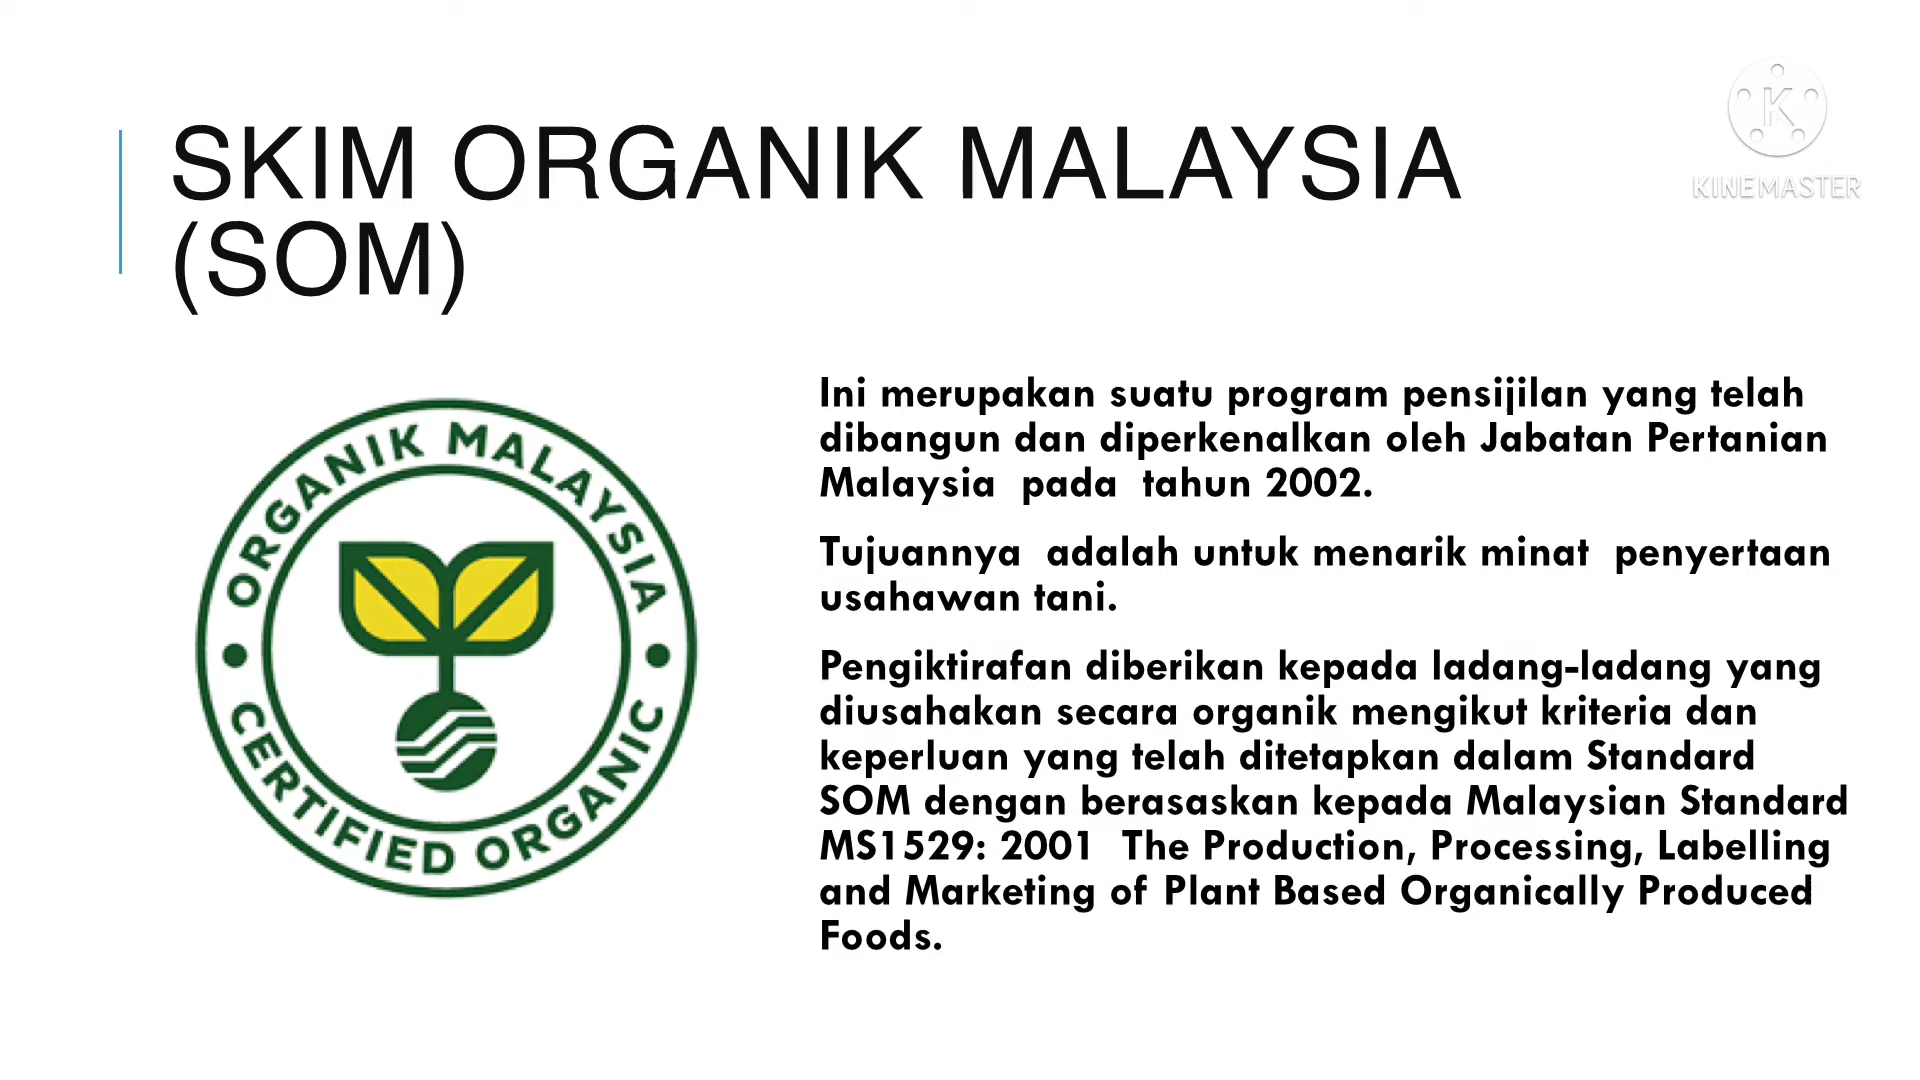 SKIM ORGANIK MALAYSIA
(SOM)
KINEMASTER
ORGANIK MALAYSIA
CERTIFIED ORGANIC
Ini merupakan suatu program pensijilan yang telah
dibangun dan diperkenalkan oleh Jabatan Pertanian
Malaysia pada tahun 2002.
Tujuannya adalah untuk menarik minat penyertaan
usahawan tani.
Pengiktirafan diberikan kepada ladang-ladang yang
diusahakan secara organik mengikut kriteria dan
keperluan yang telah ditetapkan dalam Standard
SOM dengan berasaskan kepada Malaysian Standard
MS1529: 2001 The Production, Processing, Labelling
and Marketing of Plant Based Organically Produced
Foods.